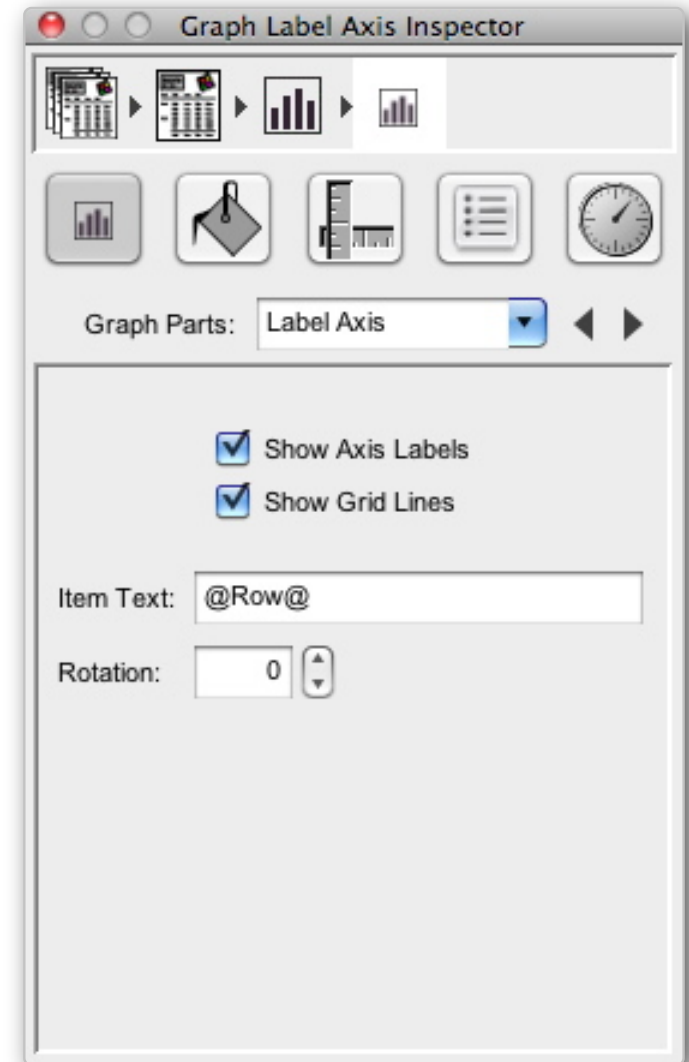 Graph Label Axis Inspector
Graph Parts: Label Axis
Show Axis Labels
Show Grid Lines
Item Text: @Row@
Rotation: 0